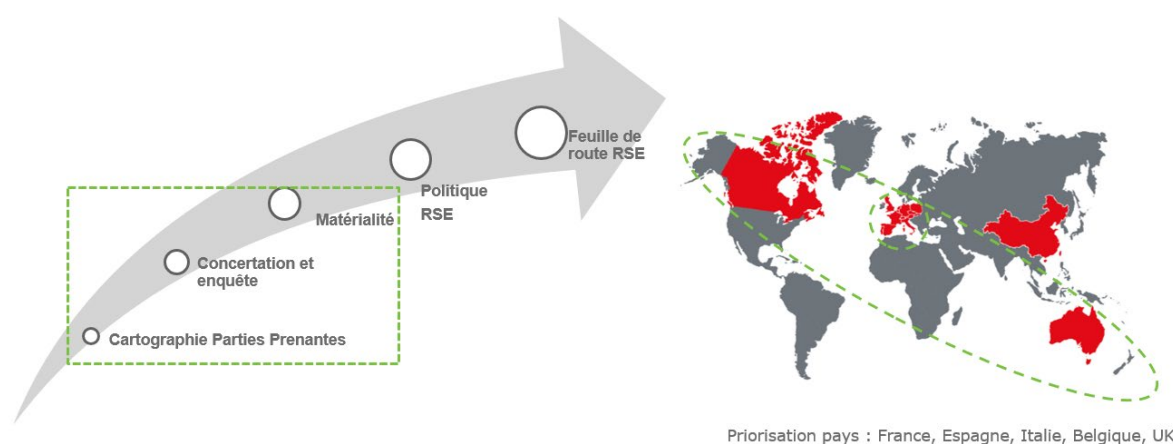 Feuille de
route RSE
Politique
RSE
Matérialité
Concertation et
enquête
Cartographie Parties Prenantes
Priorisation pays : France, Espagne, Italie, Belgique, UK